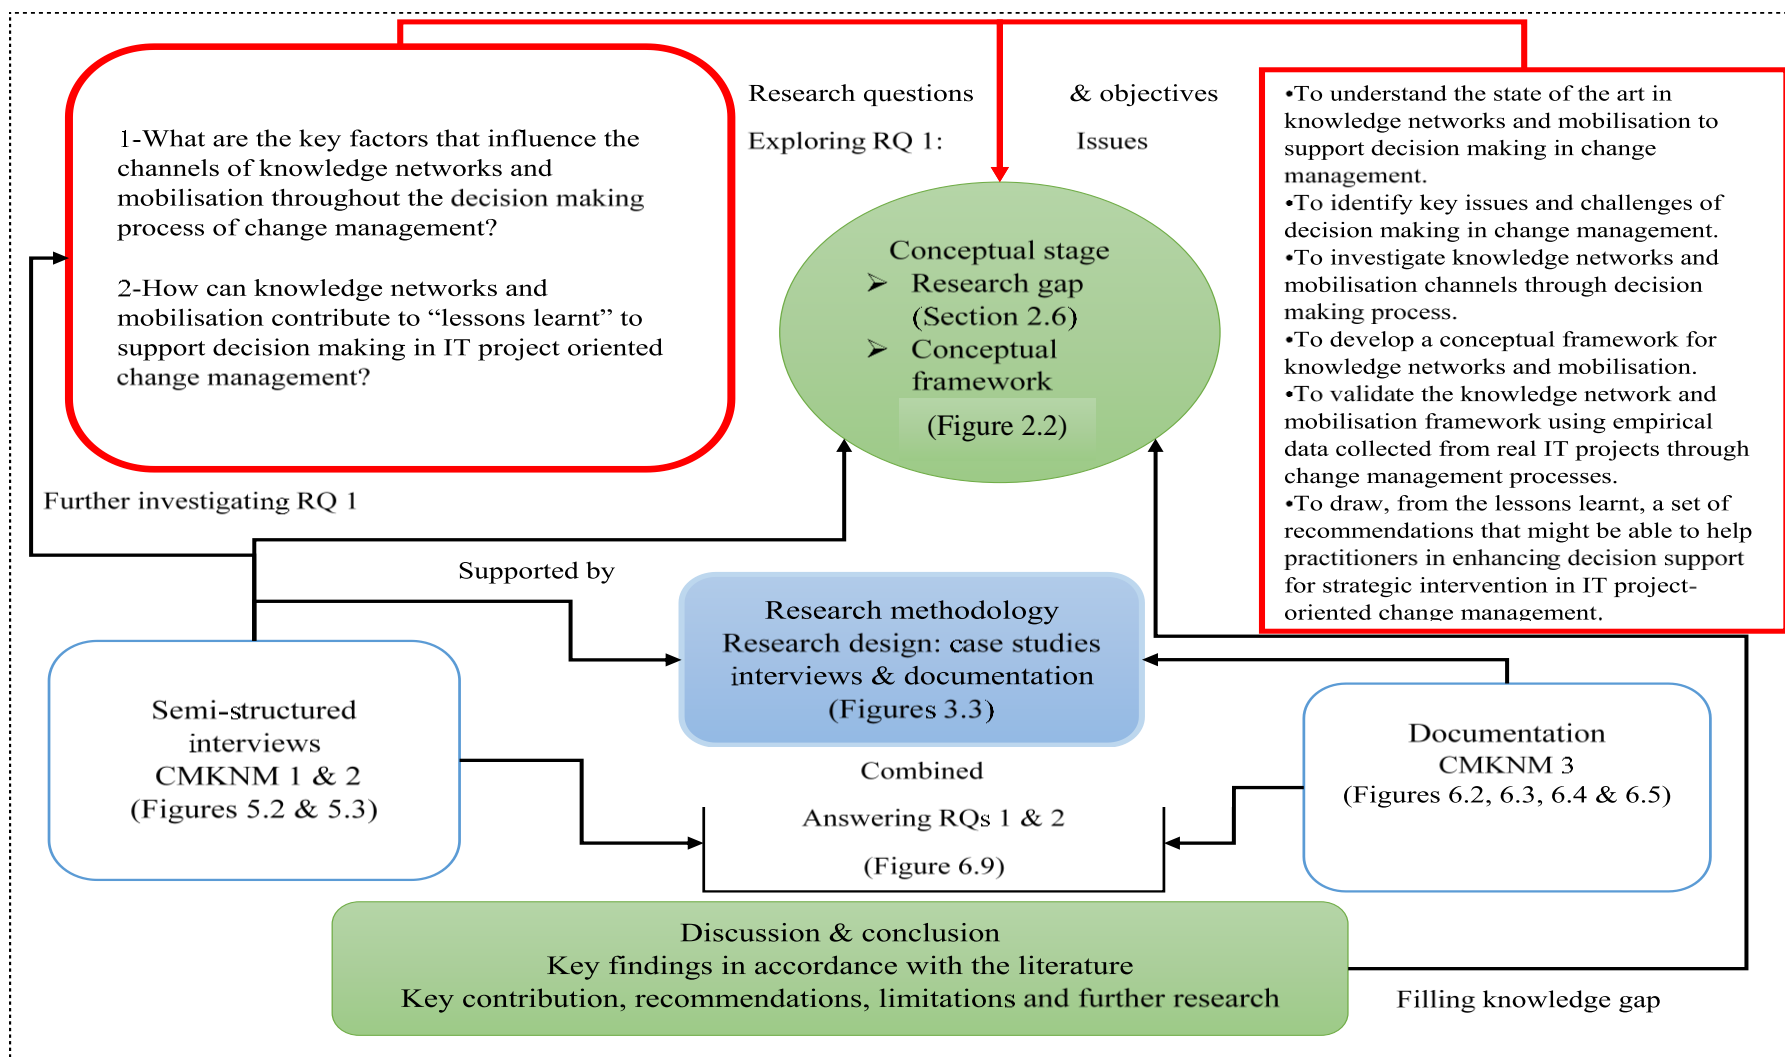 1-What are the key factors that influence the
channels of knowledge networks and
mobilisation throughout the decision making
process of change management?
2-How can knowledge networks and
mobilisation contribute to “lessons learnt” to
support decision making in IT project oriented
change management?
Research questions & objectives
Exploring RQ 1: Issues
Conceptual stage
➢ Research gap
(Section 2.6)
➢ Conceptual
framework
(Figure 2.2)
•To understand the state of the art in
knowledge networks and mobilisation to
support decision making in change
management.
•To identify key issues and challenges of
decision making in change management.
•To investigate knowledge networks and
mobilisation channels through decision
making process.
•To develop a conceptual framework for
knowledge networks and mobilisation.
•To validate the knowledge network and
mobilisation framework using empirical
data collected from real IT projects through
change management processes.
•To draw, from the lessons learnt, a set of
recommendations that might be able to help
practitioners in enhancing decision support
for strategic intervention in IT project-
oriented change management.
Further investigating RQ 1
Supported by
Research methodology
Research design: case studies
interviews & documentation
(Figures 3.3)
Semi-structured
interviews
CMKNM 1 & 2
(Figures 5.2 & 5.3)
Documentation
CMKNM 3
(Figures 6.2, 6.3, 6.4 & 6.5)
Combined
Answering RQs 1 & 2
(Figure 6.9)
Discussion & conclusion
Key findings in accordance with the literature
Key contribution, recommendations, limitations and further research
Filling knowledge gap